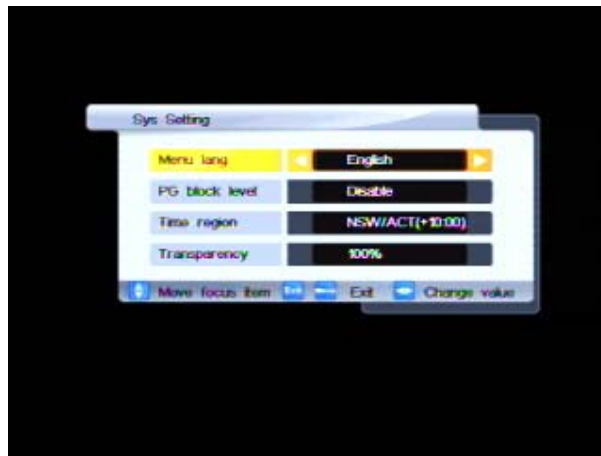 Sys Setting
Menu lang English
PG block level Disable
Time region NSW/ACT(+10:00)
Transparency 100%
Move focus item Exit Exit Change value